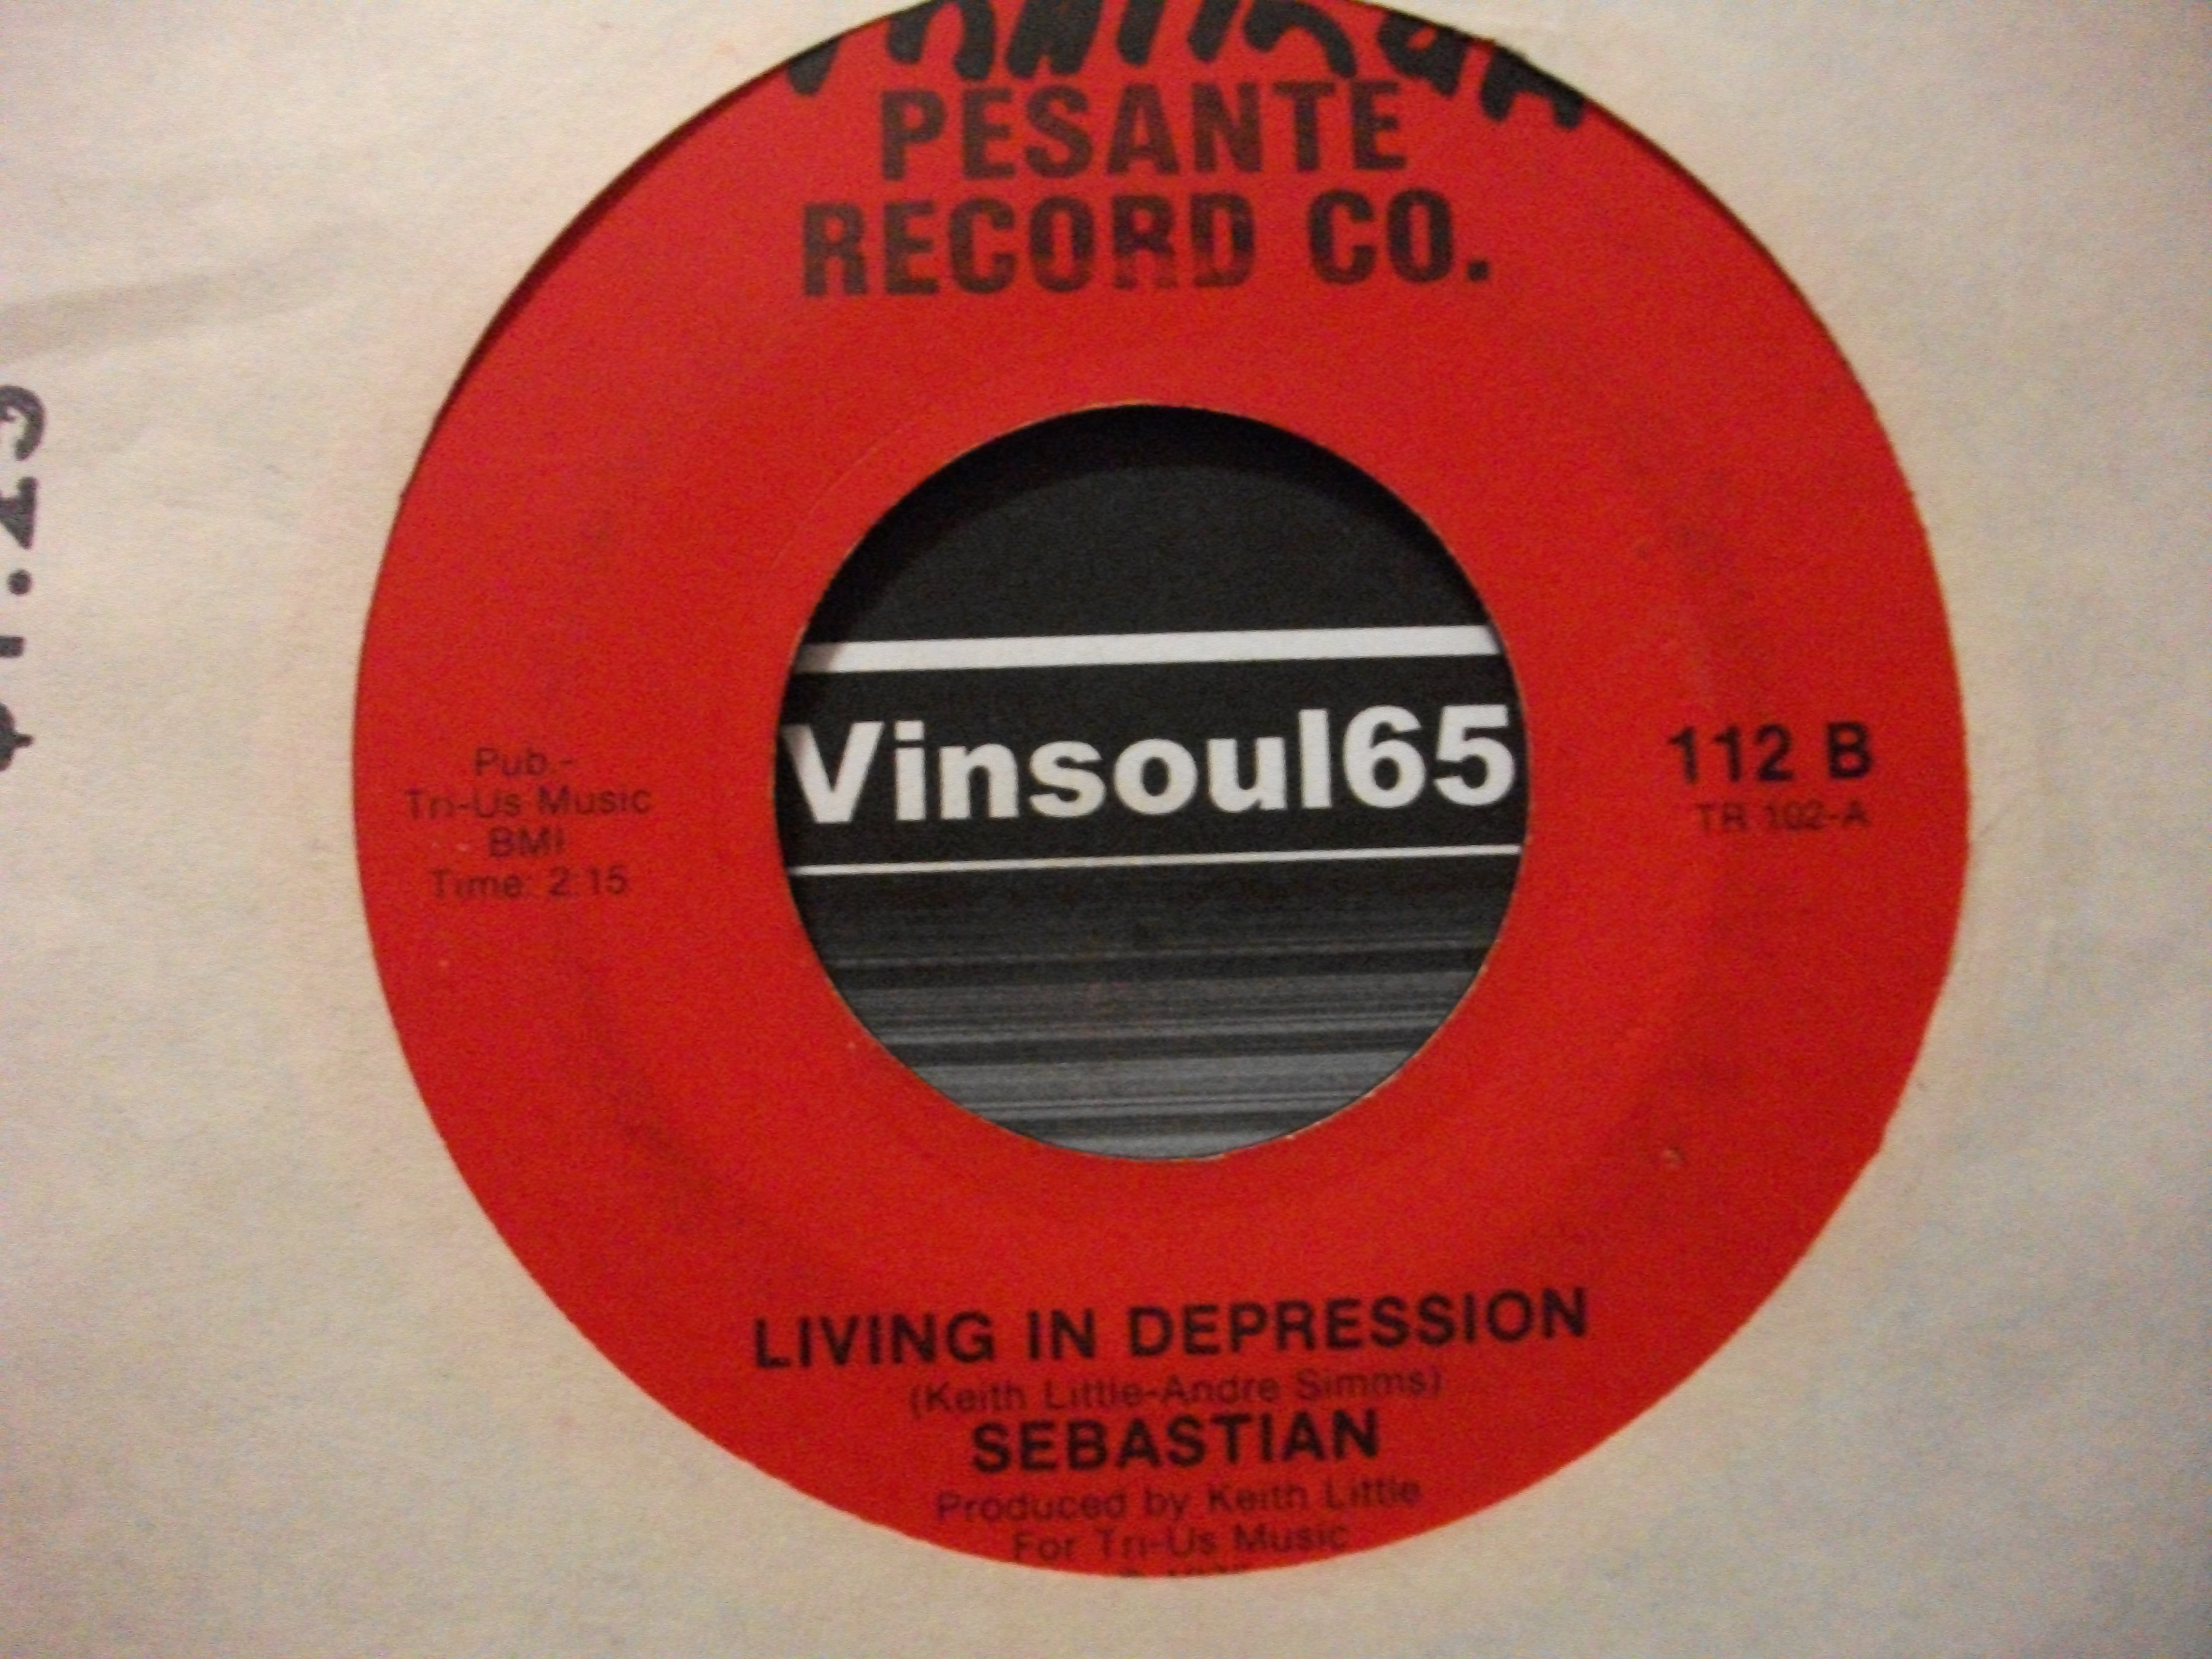 PESANTE
RECORD CO.
Vinsoul65
Pub.-
Tri-Us Music
BMI
Time: 2:15
112 B
TR 102-A
LIVING IN DEPRESSION
(Keith Little-Andre Simms)
SEBASTIAN
Produced by Keith Little
For Tri-Us Music